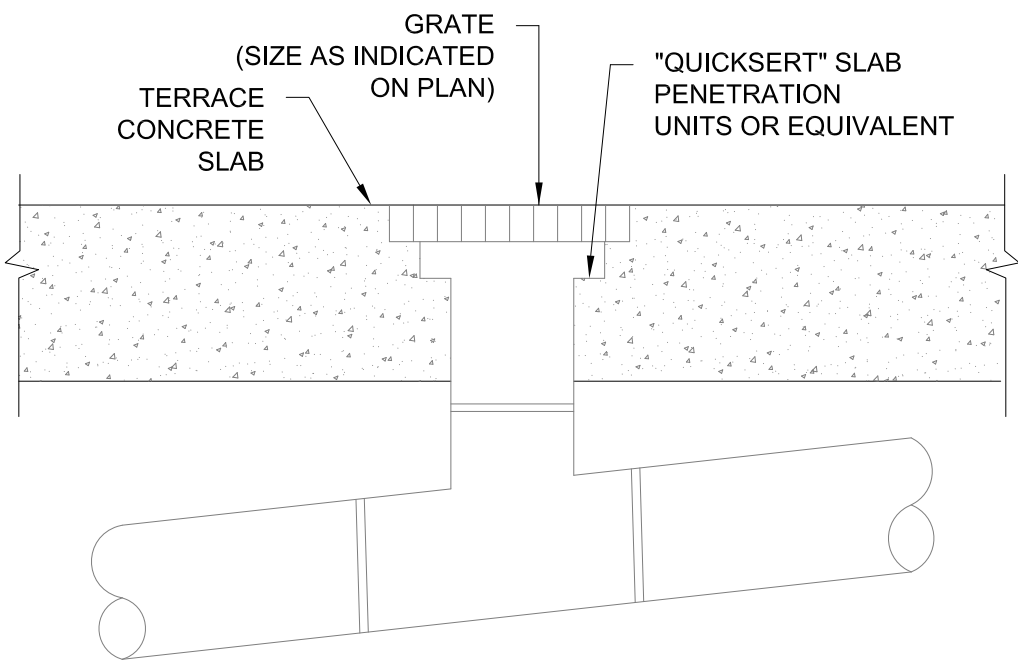 GRATE
(SIZE AS INDICATED
ON PLAN)
"QUICKSERT" SLAB
PENETRATION
UNITS OR EQUIVALENT
TERRACE
CONCRETE
SLAB